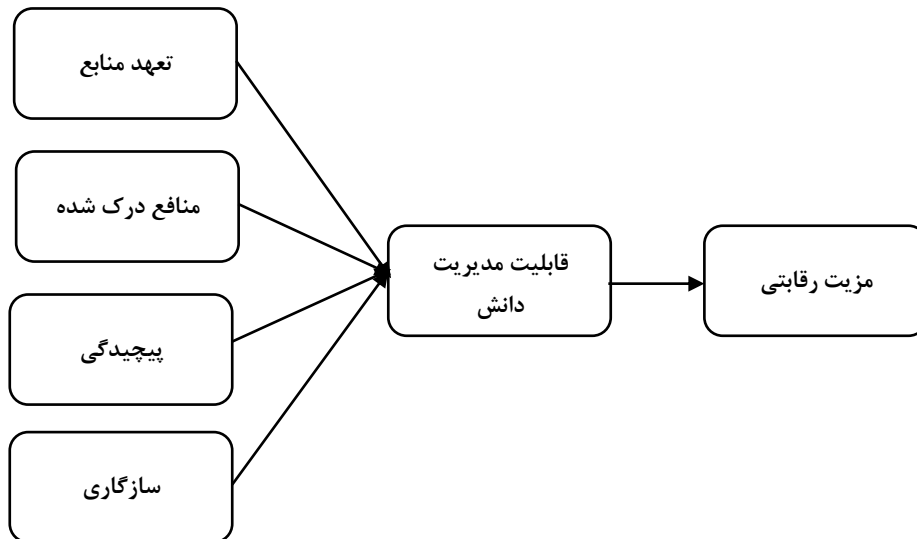 تعهد منابع
منافع درک شده
پیچیدگی
سازگاری
قابلیت مدیریت
دانش
مزیت رقابتی